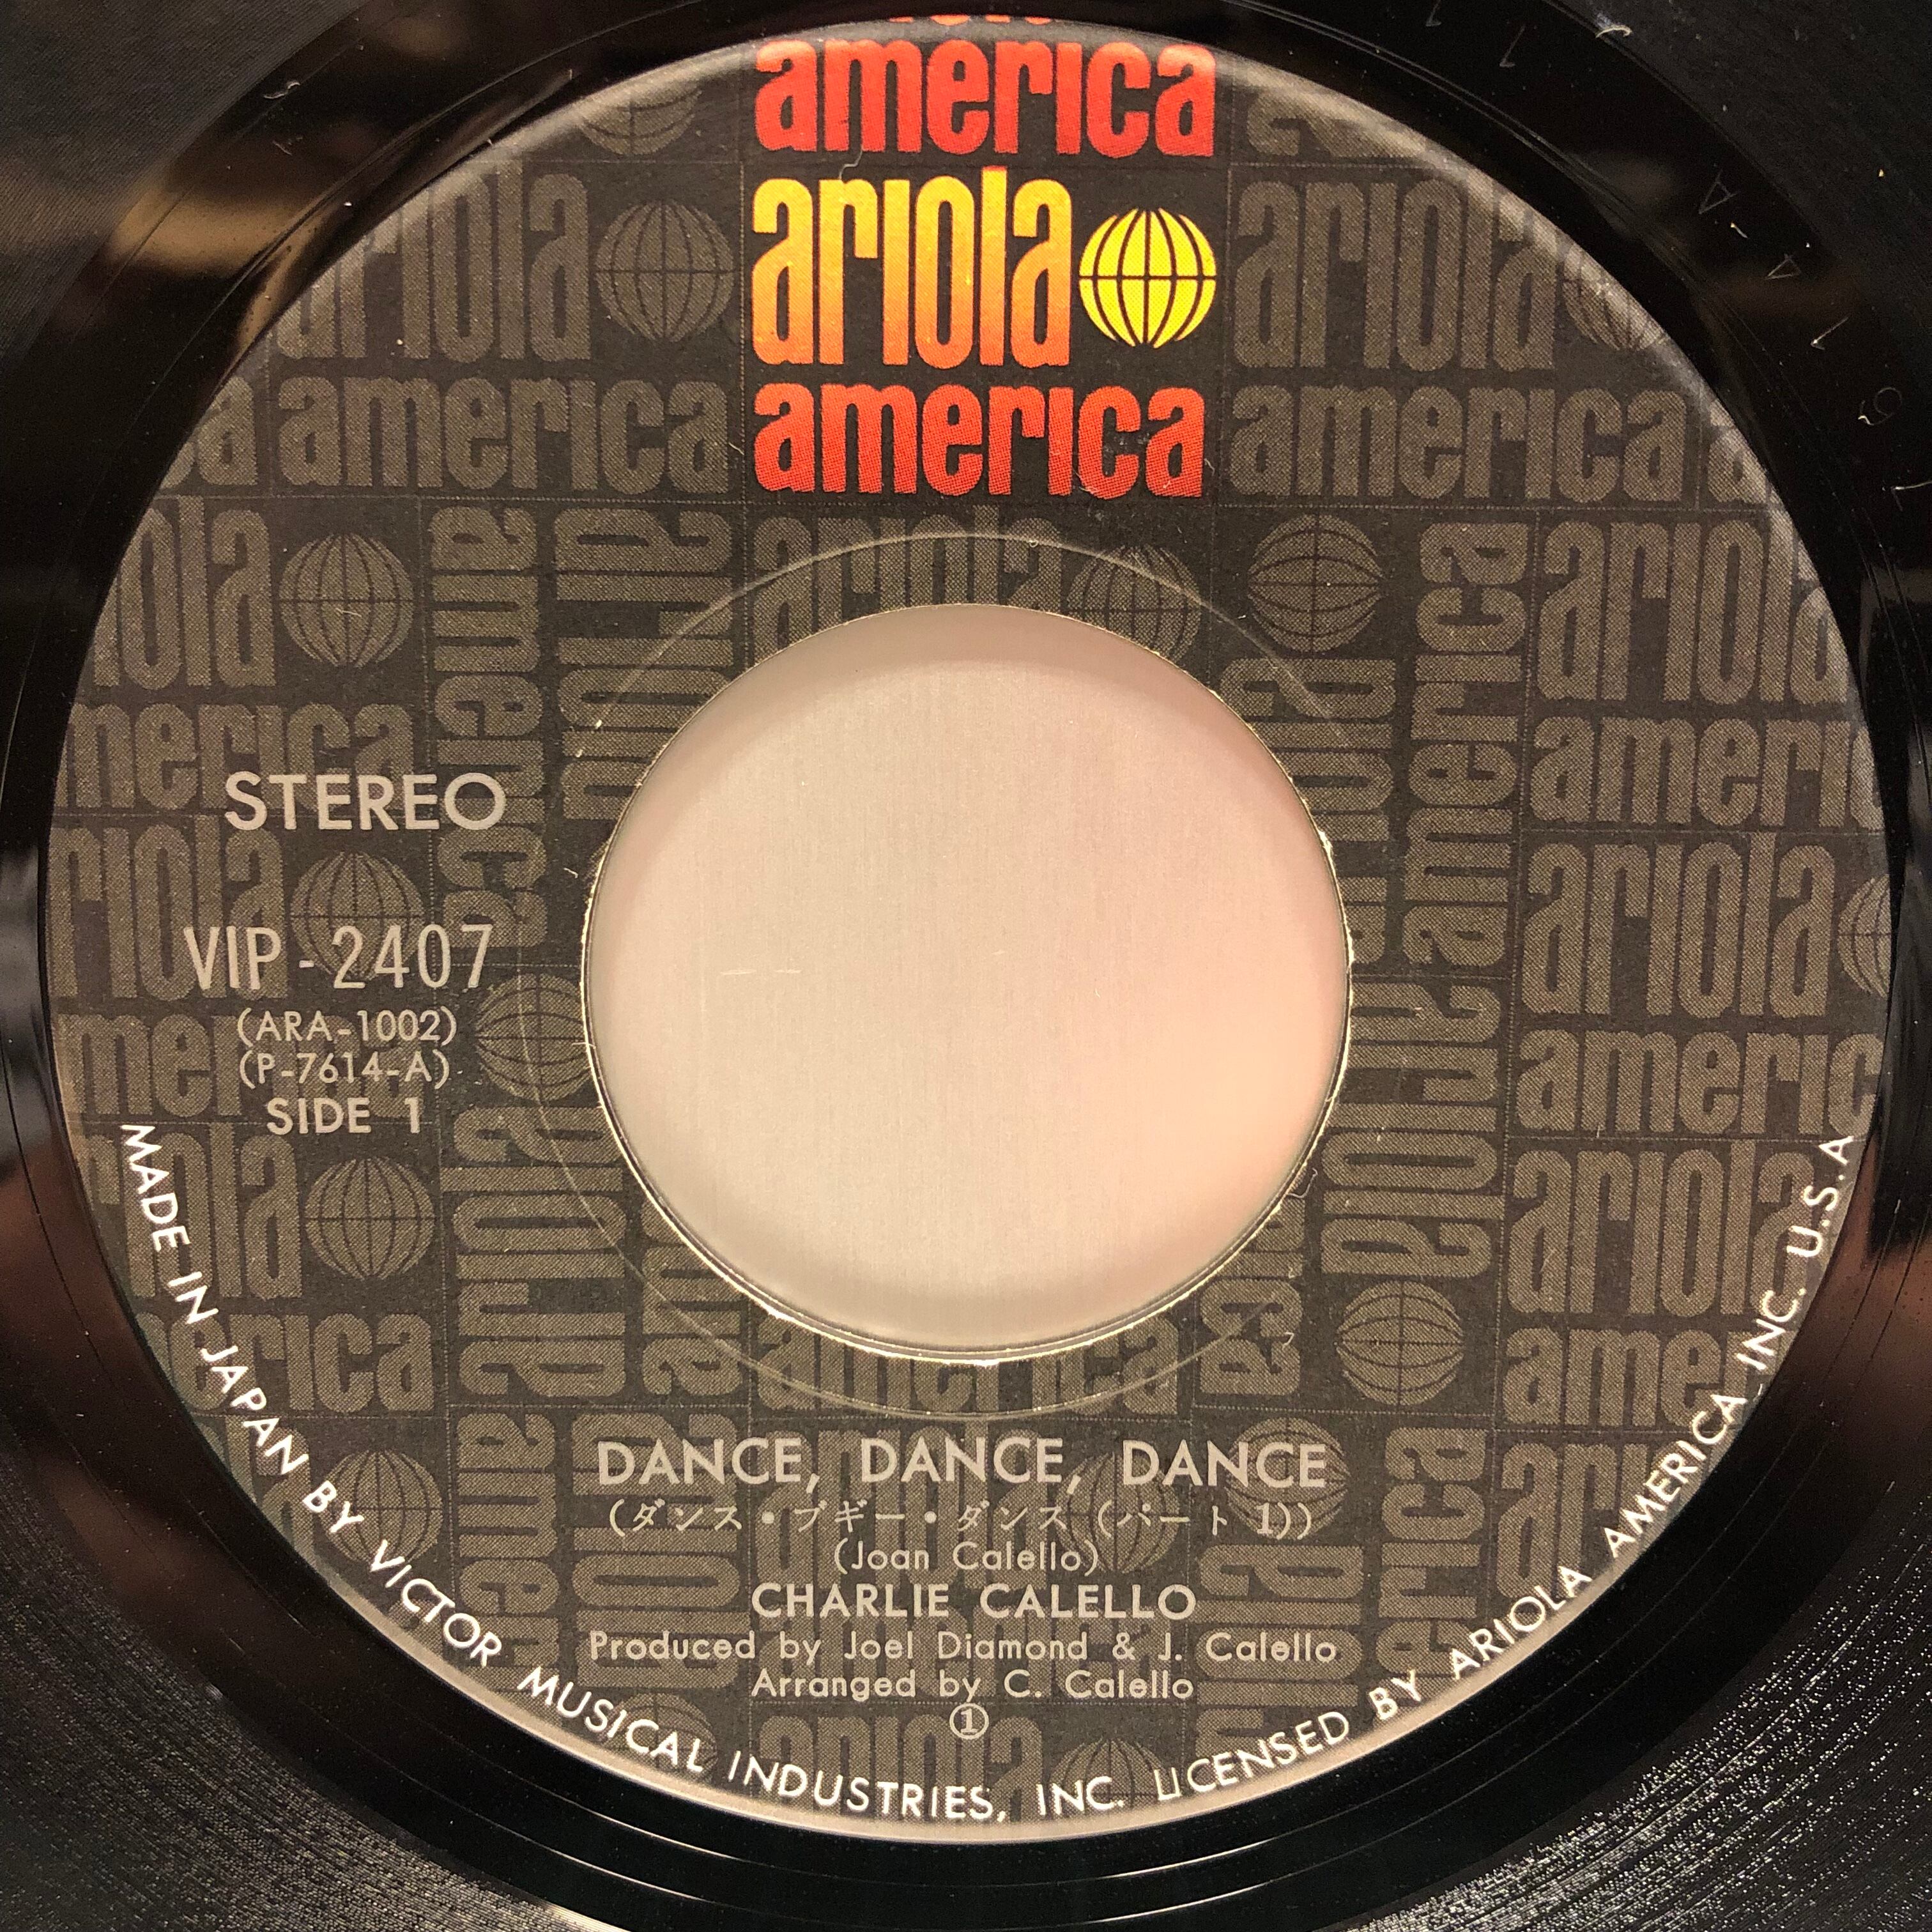 america
ariola
america
STEREO
VIP-2407
(ARA-1002)
(P-7614-A)
SIDE 1
DANCE, DANCE, DANCE
(ダンス・ブギー・ダンス (パート 1))
(Joan Calello)
CHARLIE CALELLO
Produced by Joel Diamond & J. Calello
Arranged by C. Calello
①
MADE IN JAPAN BY VICTOR MUSICAL INDUSTRIES, INC. LICENSED BY ARIOLA AMERICA, INC. U.S.A